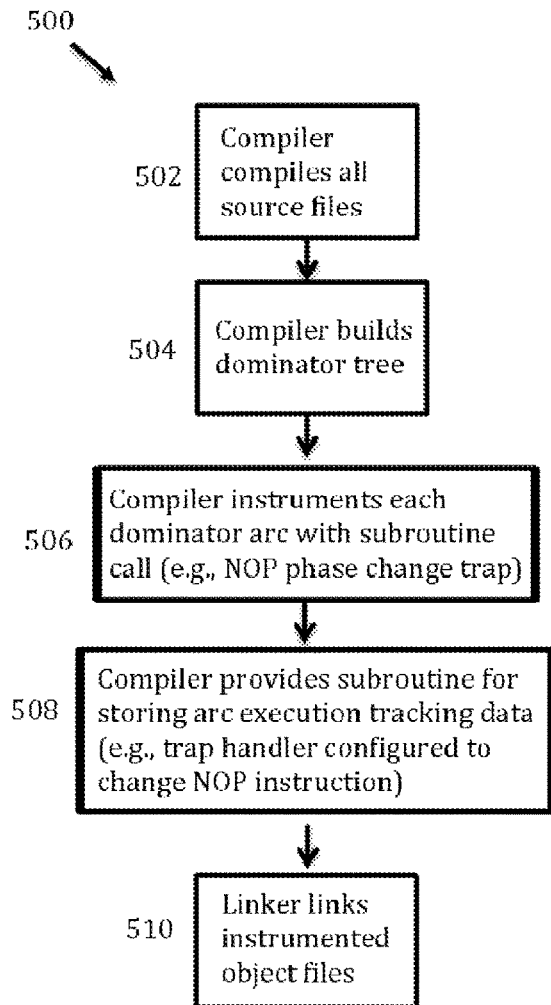 500
502
Compiler
compiles all
source files
504
Compiler builds
dominator tree
506
Compiler instruments each
dominator arc with subroutine
call (e.g., NOP phase change trap)
508
Compiler provides subroutine for
storing arc execution tracking data
(e.g., trap handler configured to
change NOP instruction)
510
Linker links
instrumented
object files